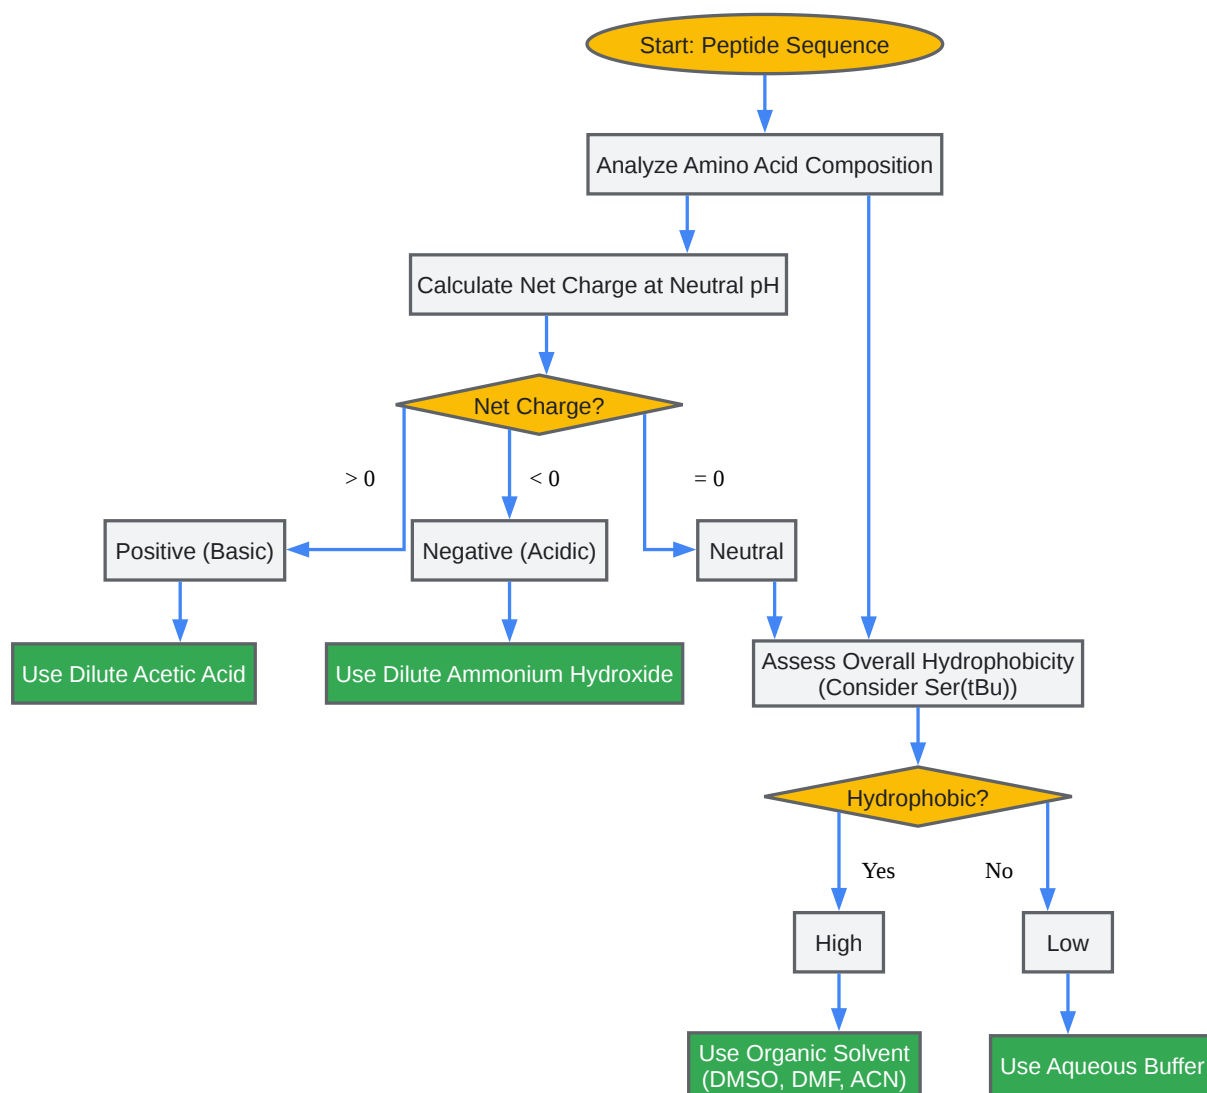 Start: Peptide Sequence
Analyze Amino Acid Composition
Calculate Net Charge at Neutral pH
Net Charge?
> 0
< 0
= 0
Positive (Basic)
Negative (Acidic)
Neutral
Use Dilute Acetic Acid
Use Dilute Ammonium Hydroxide
Assess Overall Hydrophobicity
(Consider Ser(tBu))
Hydrophobic?
Yes
No
High
Low
Use Organic Solvent
(DMSO, DMF, ACN)
Use Aqueous Buffer